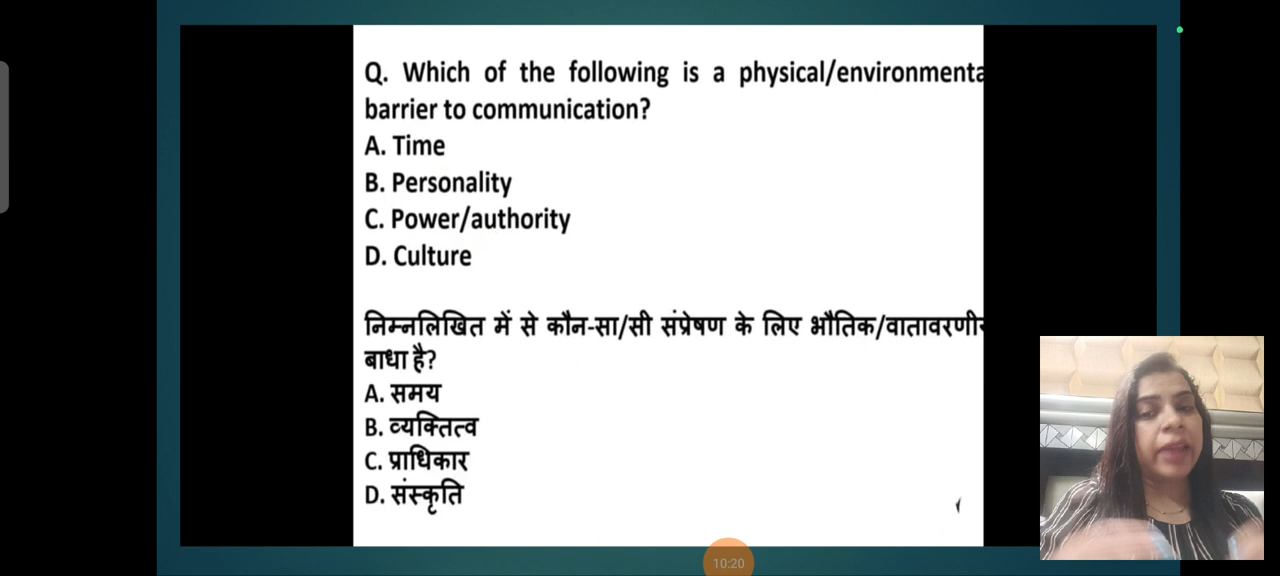 Q. Which of the following is a physical/environmenta
barrier to communication?
A. Time
B. Personality
C. Power/authority
D. Culture
निम्नलिखित में से कौन-सा/सी संप्रेषण के लिए भौतिक/वातावरणी
बाधा है?
A. समय
B. व्यक्तित्व
C. प्राधिकार
D. संस्कृति
10:20